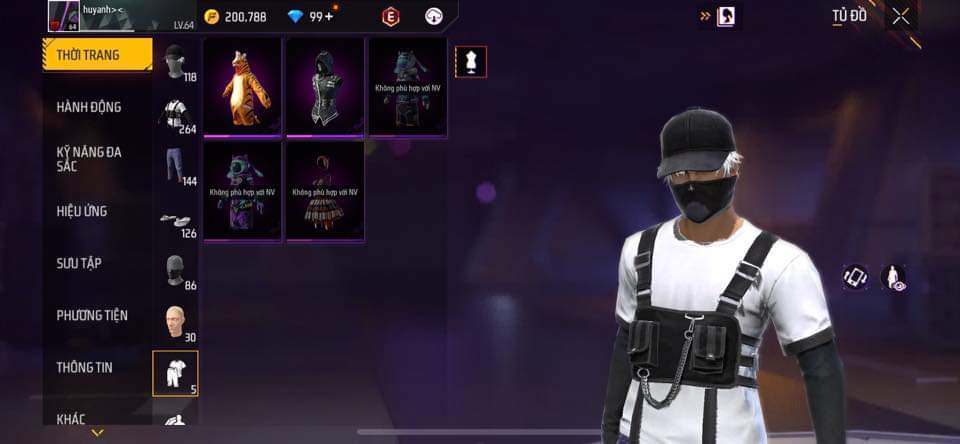 huyanh><
64
LV.64
200.788
99+
E
TỦ ĐỒ
THỜI TRANG
HÀNH ĐỘNG
KỸ NĂNG ĐA
SẮC
HIỆU ỨNG
SƯU TẬP
PHƯƠNG TIỆN
THÔNG TIN
KHÁC
118
264
144
126
86
30
5
Không phù hợp với NV
Không phù hợp với NV
Không phù hợp với NV